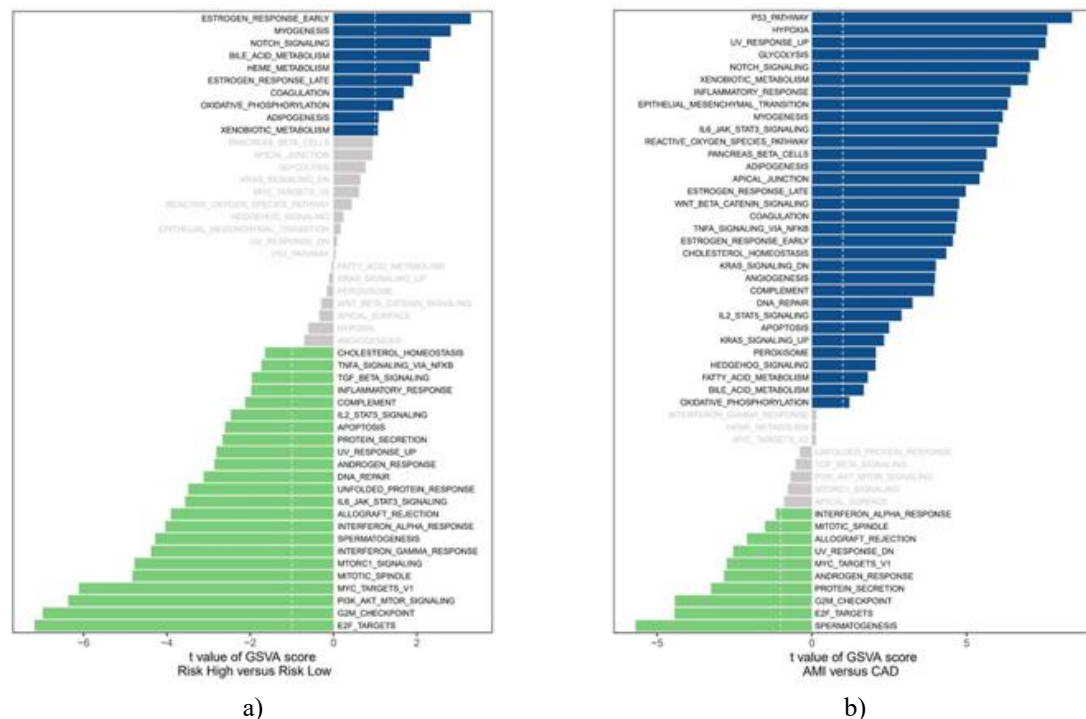 ESTROGEN_RESPONSE_EARLY
MYOGENESIS
NOTCH_SIGNALING
BILE_ACID_METABOLISM
HEME_METABOLISM
ESTROGEN_RESPONSE_LATE
COAGULATION
OXIDATIVE_PHOSPHORYLATION
ADIPOGENESIS
XENOBIOTIC_METABOLISM
PANCREAS_BETA_CELLS
APICAL_JUNCTION
GLYCOLYSIS
KRAS_SIGNALING_DN
MYC_TARGETS_V2
REACTIVE_OXYGEN_SPECIES_PATHWAY
HEDGEHOG_SIGNALING
EPITHELIAL_MESENCHYMAL_TRANSITION
UV_RESPONSE_DN
P53_PATHWAY
FATTY_ACID_METABOLISM
KRAS_SIGNALING_UP
PEROXISOME
WNT_BETA_CATENIN_SIGNALING
APICAL_SURFACE
HYPOXIA
ANGIOGENESIS
CHOLESTEROL_HOMEOSTASIS
TNFA_SIGNALING_VIA_NFKB
TGF_BETA_SIGNALING
INFLAMMATORY_RESPONSE
COMPLEMENT
IL2_STAT5_SIGNALING
APOPTOSIS
PROTEIN_SECRETION
UV_RESPONSE_UP
ANDROGEN_RESPONSE
DNA_REPAIR
UNFOLDED_PROTEIN_RESPONSE
IL6_JAK_STAT3_SIGNALING
ALLOGRAFT_REJECTION
INTERFERON_ALPHA_RESPONSE
SPERMATOGENESIS
INTERFERON_GAMMA_RESPONSE
MTORC1_SIGNALING
MITOTIC_SPINDLE
MYC_TARGETS_V1
PI3K_AKT_MTOR_SIGNALING
G2M_CHECKPOINT
E2F_TARGETS
−6 −4 −2 0 2
t value of GSVA score
Risk High versus Risk Low
a)
P53_PATHWAY
HYPOXIA
UV_RESPONSE_UP
GLYCOLYSIS
NOTCH_SIGNALING
XENOBIOTIC_METABOLISM
INFLAMMATORY_RESPONSE
EPITHELIAL_MESENCHYMAL_TRANSITION
MYOGENESIS
IL6_JAK_STAT3_SIGNALING
REACTIVE_OXYGEN_SPECIES_PATHWAY
PANCREAS_BETA_CELLS
ADIPOGENESIS
APICAL_JUNCTION
ESTROGEN_RESPONSE_LATE
WNT_BETA_CATENIN_SIGNALING
COAGULATION
TNFA_SIGNALING_VIA_NFKB
ESTROGEN_RESPONSE_EARLY
CHOLESTEROL_HOMEOSTASIS
KRAS_SIGNALING_DN
ANGIOGENESIS
COMPLEMENT
DNA_REPAIR
IL2_STAT5_SIGNALING
APOPTOSIS
KRAS_SIGNALING_UP
PEROXISOME
HEDGEHOG_SIGNALING
FATTY_ACID_METABOLISM
BILE_ACID_METABOLISM
OXIDATIVE_PHOSPHORYLATION
INTERFERON_GAMMA_RESPONSE
HEME_METABOLISM
MYC_TARGETS_V2
UNFOLDED_PROTEIN_RESPONSE
TGF_BETA_SIGNALING
PI3K_AKT_MTOR_SIGNALING
MTORC1_SIGNALING
APICAL_SURFACE
INTERFERON_ALPHA_RESPONSE
MITOTIC_SPINDLE
ALLOGRAFT_REJECTION
UV_RESPONSE_DN
MYC_TARGETS_V1
ANDROGEN_RESPONSE
PROTEIN_SECRETION
G2M_CHECKPOINT
E2F_TARGETS
SPERMATOGENESIS
−5 0 5
t value of GSVA score
AMI versus CAD
b)